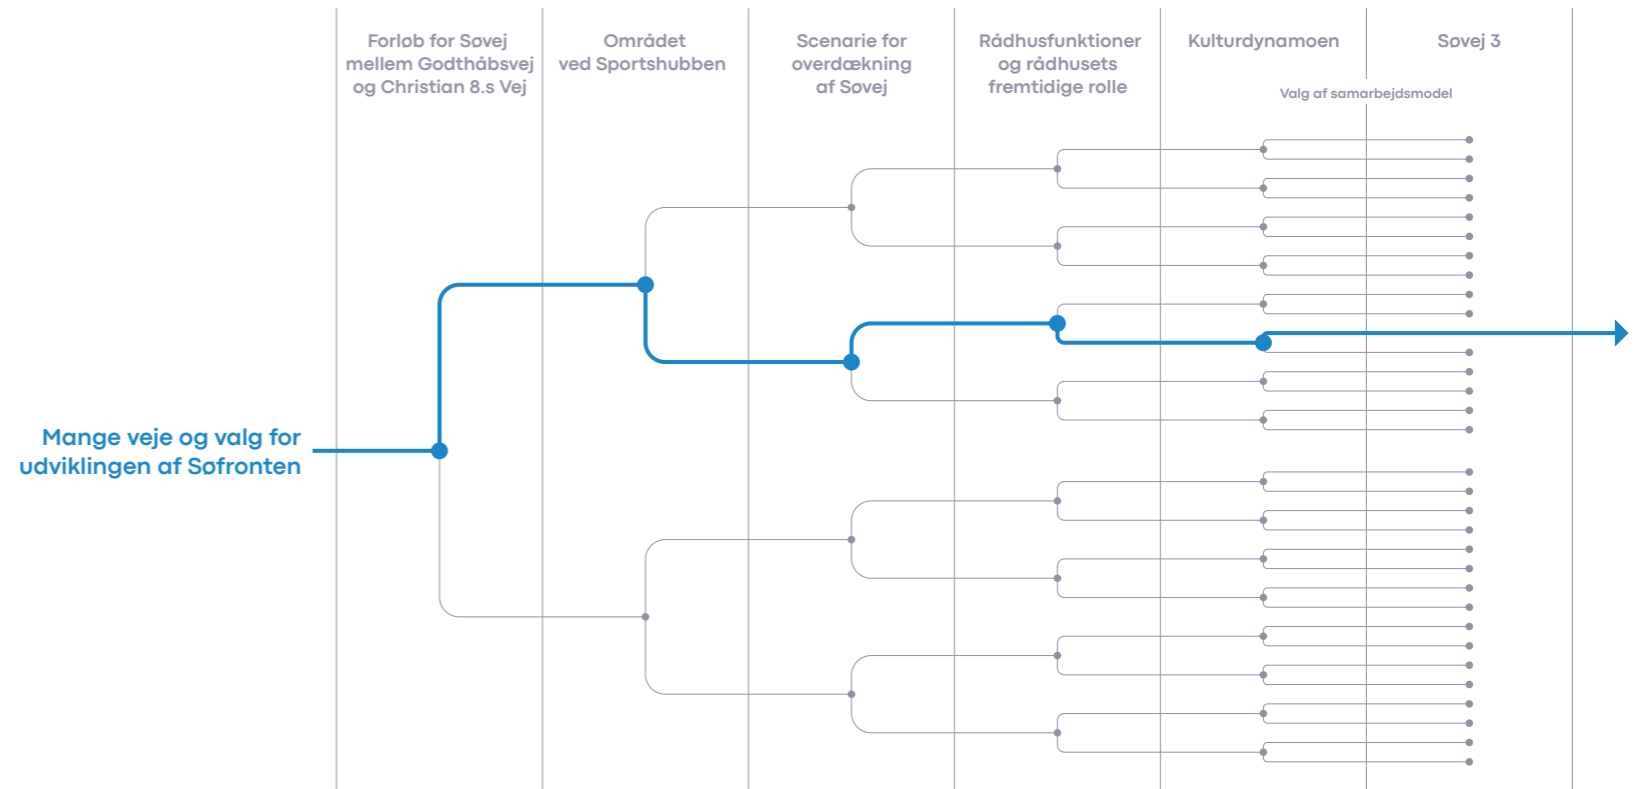 Forløb for Søvej
mellem Godthåbsvej
og Christian 8.s Vej
Området
ved Sportshubben
Scenarie for
overdækning
af Søvej
Rådhusfunktioner
og rådhusets
fremtidige rolle
Kulturdynamoen
Søvej 3
Valg af samarbejdsmodel
Mange veje og valg for
udviklingen af Søfronten